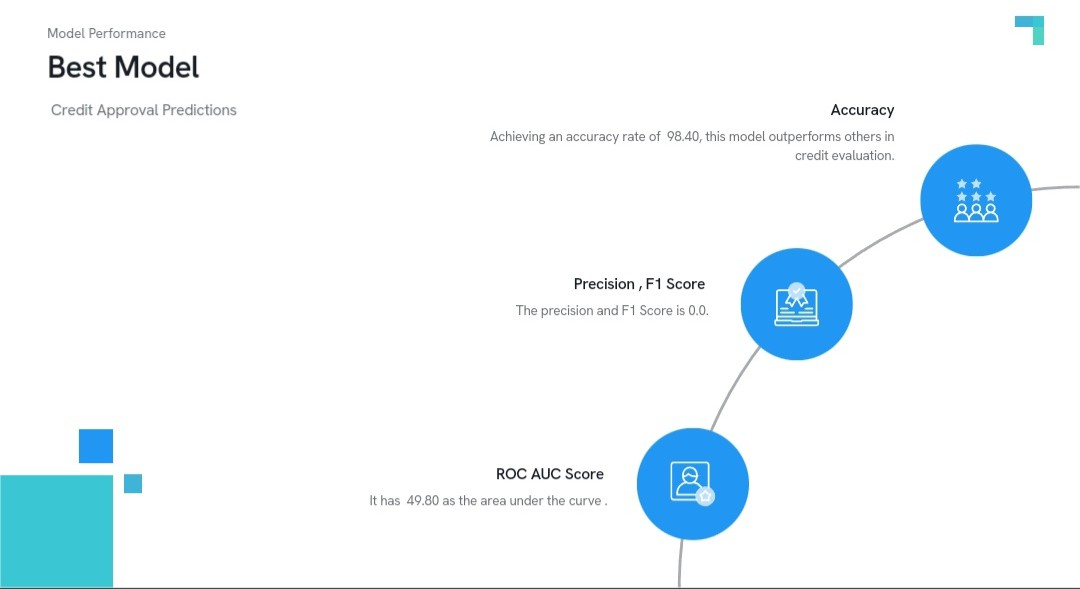 Model Performance
Best Model
Credit Approval Predictions
Accuracy
Achieving an accuracy rate of 98.40, this model outperforms others in
credit evaluation.
Precision , F1 Score
The precision and F1 Score is 0.0.
ROC AUC Score
It has 49.80 as the area under the curve .